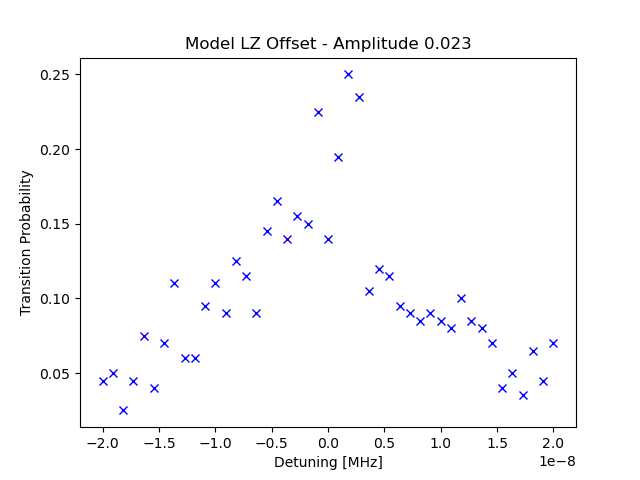 Model LZ Offset - Amplitude 0.023
0.25
0.20
0.15
0.10
0.05
Transition Probability
−2.0 −1.5 −1.0 −0.5 0.0 0.5 1.0 1.5 2.0
Detuning [MHz]
1e−8